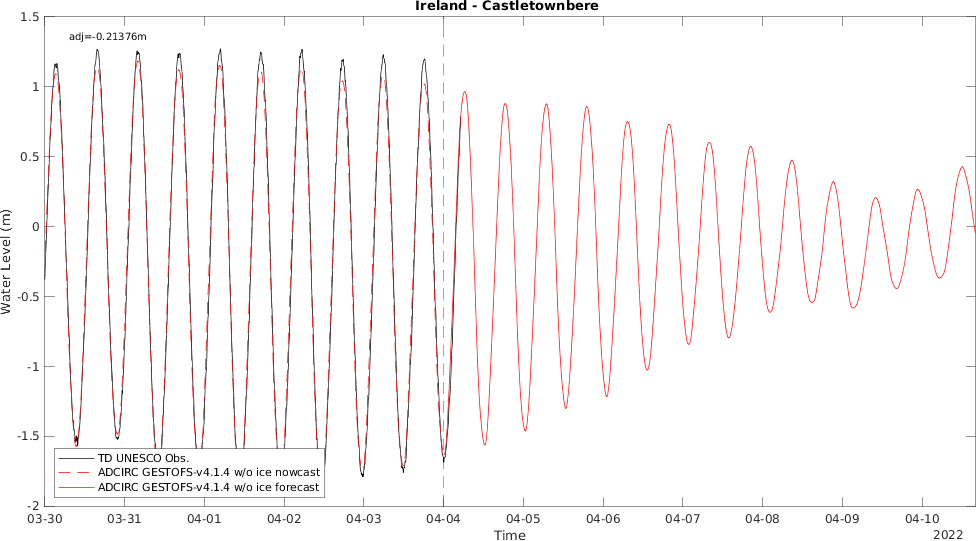 Ireland - Castletownbere
adj=-0.21376m
1.5
1
0.5
0
-0.5
-1
-1.5
-2
Water Level (m)
TD UNESCO Obs.
ADCIRC GESTOFS-v4.1.4 w/o ice nowcast
ADCIRC GESTOFS-v4.1.4 w/o ice forecast
03-30 03-31 04-01 04-02 04-03 04-04 04-05 04-06 04-07 04-08 04-09 04-10
Time
2022